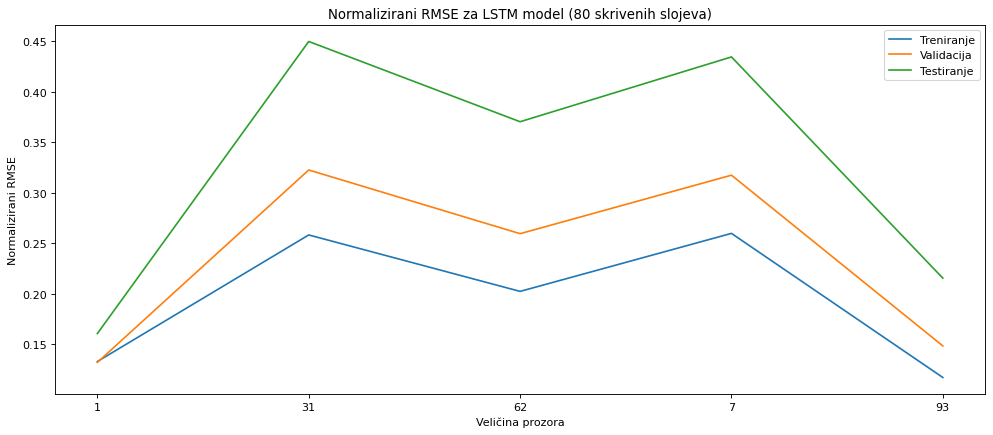 Normalizirani RMSE za LSTM model (80 skrivenih slojeva)
Treniranje
Validacija
Testiranje
Normalizirani RMSE
0.45
0.40
0.35
0.30
0.25
0.20
0.15
1 31 62 7 93
Veličina prozora